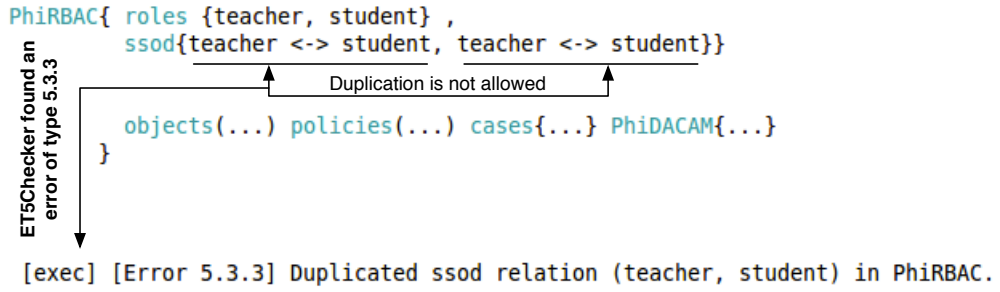 PhiRBAC{ roles {teacher, student} ,
ssod{teacher <-> student, teacher <-> student}}
Duplication is not allowed
ET5Checker found an
error of type 5.3.3
objects(...) policies(...) cases{...} PhiDACAM{...}
}
[exec] [Error 5.3.3] Duplicated ssod relation (teacher, student) in PhiRBAC.